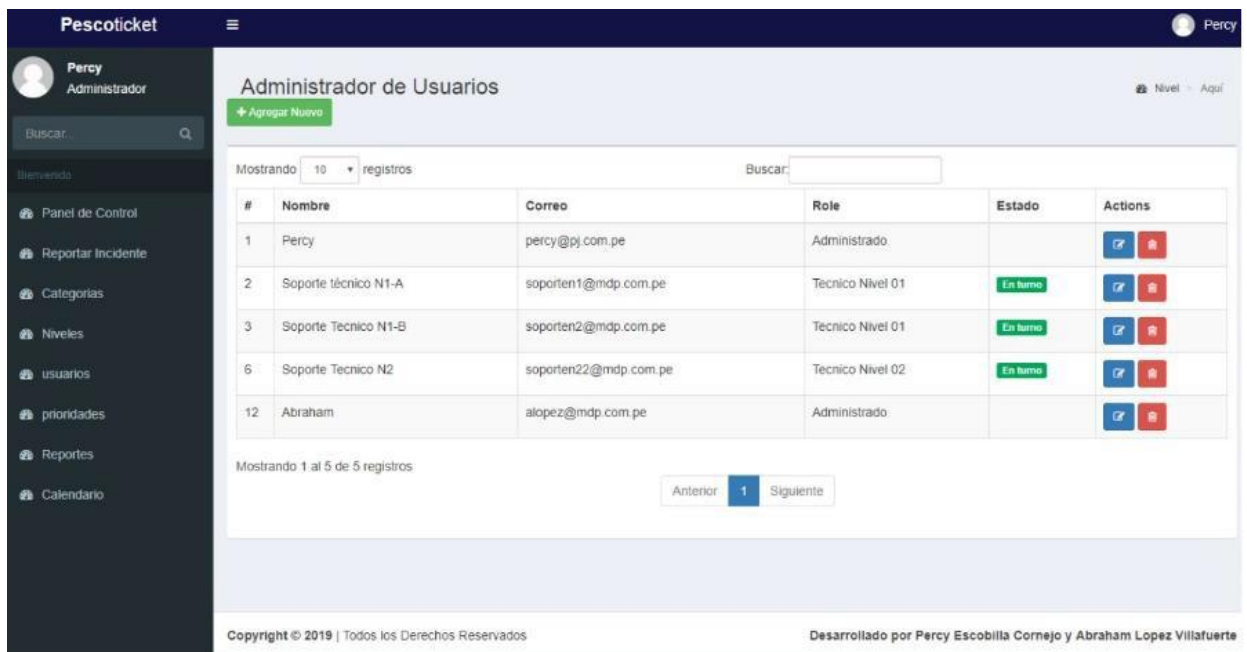 Pescoticket
Percy
Percy
Administrador
Buscar...
Bienvenido
Panel de Control
Reportar Incidente
Categorias
Niveles
usuarios
prioridades
Reportes
Calendario
Administrador de Usuarios
Nivel > Aquí
+ Agregar Nuevo
Mostrando 10 registros Buscar:
# Nombre Correo Role Estado Actions
1 Percy percy@pj.com.pe Administrado
2 Soporte técnico N1-A soporten1@mdp.com.pe Tecnico Nivel 01 En turno
3 Soporte Tecnico N1-B soporten2@mdp.com.pe Tecnico Nivel 01 En turno
6 Soporte Tecnico N2 soporten22@mdp.com.pe Tecnico Nivel 02 En turno
12 Abraham alopez@mdp.com.pe Administrado
Mostrando 1 al 5 de 5 registros
Anterior 1 Siguiente
Copyright © 2019 | Todos los Derechos Reservados
Desarrollado por Percy Escobilla Cornejo y Abraham Lopez Villafuerte